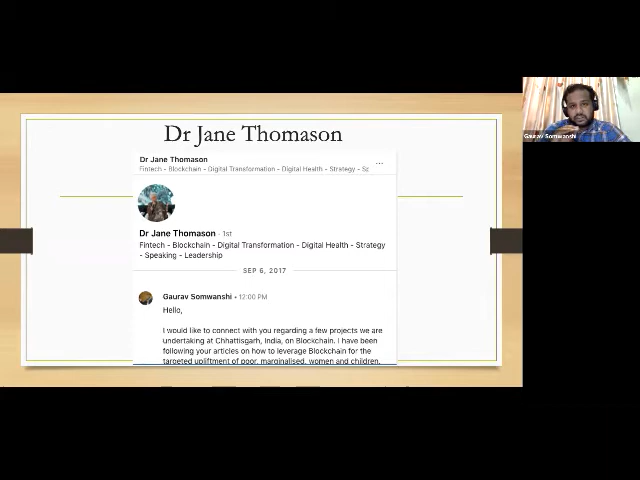 Dr Jane Thomason
Dr Jane Thomason
Fintech - Blockchain - Digital Transformation - Digital Health - Strategy - Sp
Dr Jane Thomason · 1st
Fintech - Blockchain - Digital Transformation - Digital Health - Strategy
- Speaking - Leadership
SEP 6, 2017
Gaurav Somwanshi • 12:00 PM
Hello,
I would like to connect with you regarding a few projects we are
undertaking at Chhattisgarh, India, on Blockchain. I have been
following your articles on how to leverage Blockchain for the
targeted upliftment of poor, marginalised, women and children,
Gaurav Somwanshi